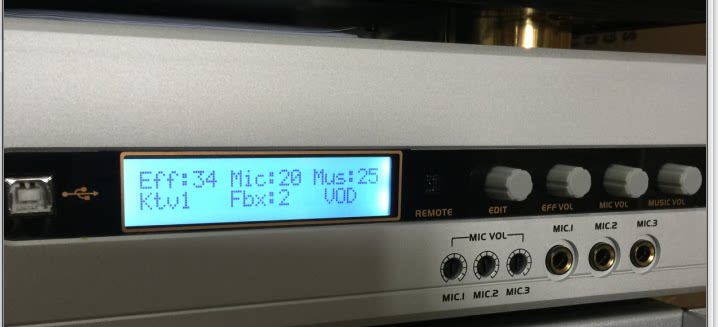 Eff:34 Mic:20 Mus:25
Ktv1 Fbx:2 VOD
REMOTE EDIT EFF VOL MIC VOL MUSIC VOL
MIC VOL MIC.1 MIC.2 MIC.3
MIC.1 MIC.2 MIC.3